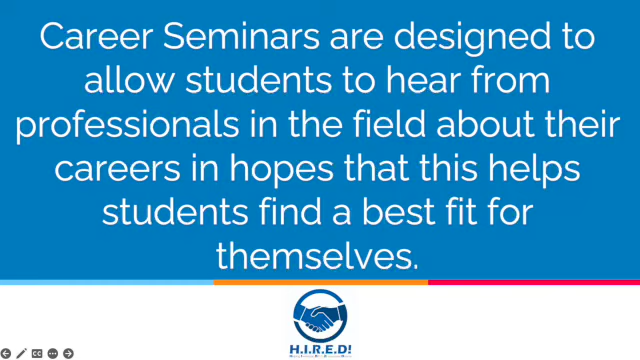 Career Seminars are designed to
allow students to hear from
professionals in the field about their
careers in hopes that this helps
students find a best fit for
themselves.
H.I.R.E.D!